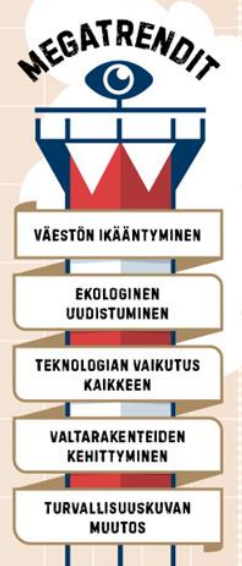 MEGATRENDIT
VÄESTÖN IKÄÄNTYMINEN
EKOLOGINEN
UUDISTUMINEN
TEKNOLOGIAN VAIKUTUS
KAIKKEEN
VALTARAKENTEIDEN
KEHITTYMINEN
TURVALLISUUSKUVAN
MUUTOS